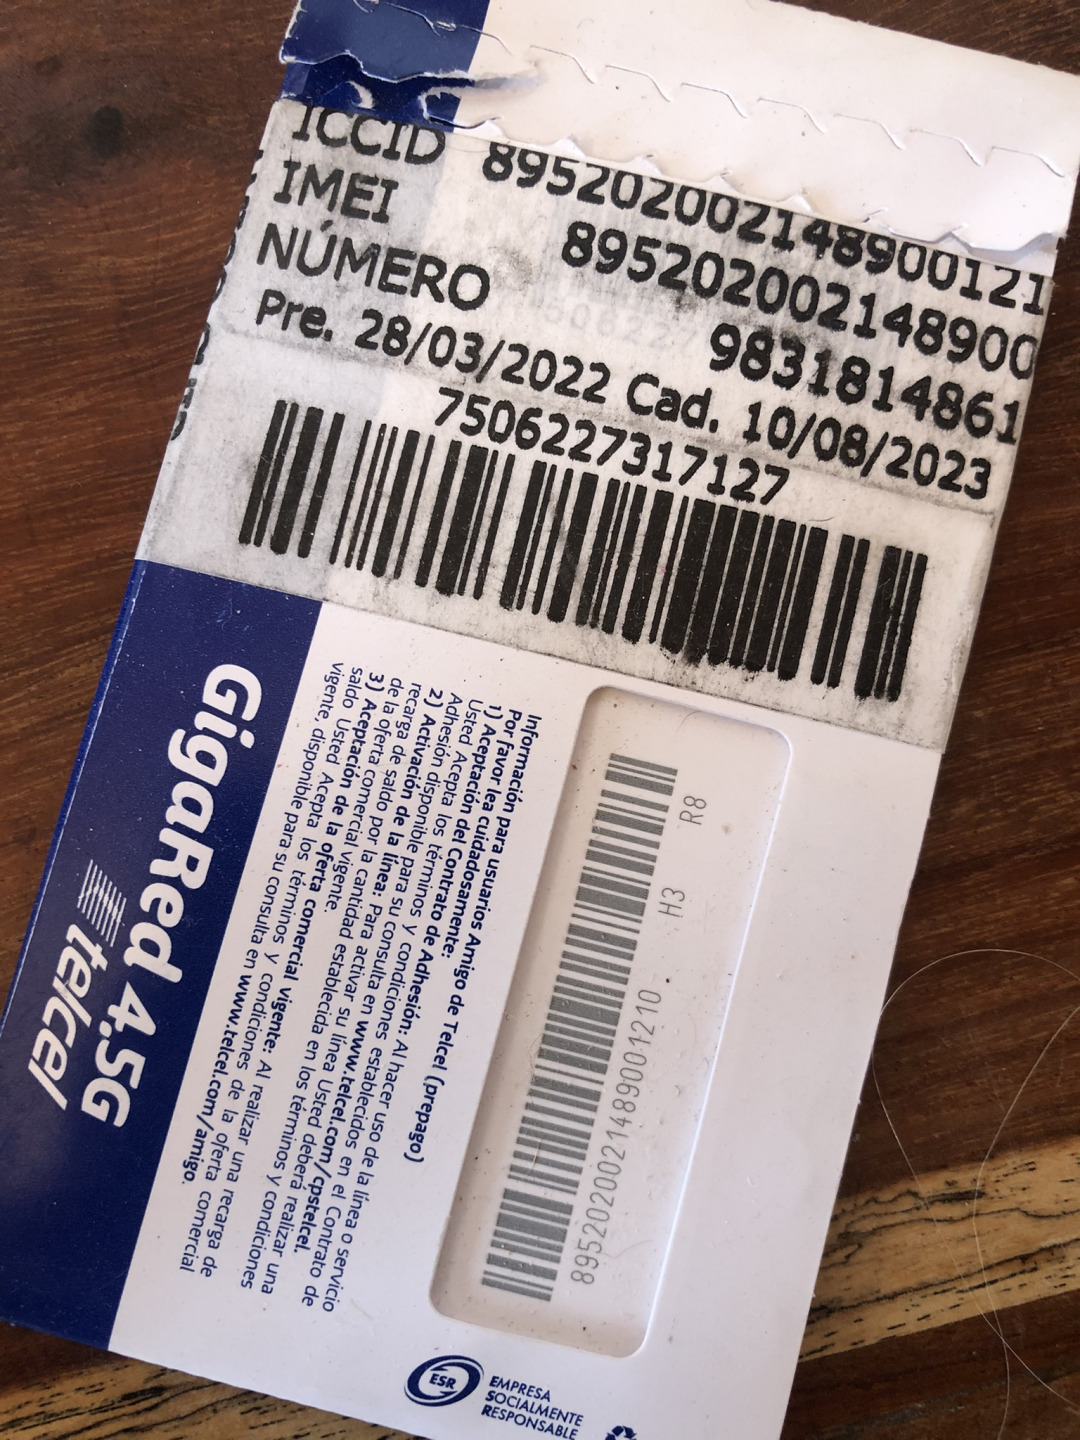 ICCID 895202002148900121
IMEI 895202002148900
NÚMERO 9831814861
Pre. 28/03/2022 Cad. 10/08/2023
7506227317127
GigaRed 4.5G
telcel
Información para usuarios Amigo de Telcel (prepago)
Por favor lea cuidadosamente:
1) Aceptación del Contrato de Adhesión: Al hacer uso de la línea o servicio
Usted Acepta los términos y condiciones establecidos en el Contrato de
Adhesión disponible para su consulta en www.telcel.com/cpstelcel.
2) Activación de la línea: Para activar su línea Usted deberá realizar una
recarga de saldo por la cantidad establecida en los términos y condiciones
de la oferta comercial vigente.
3) Aceptación de la oferta comercial vigente: Al realizar una recarga de
saldo Usted Acepta los términos y condiciones de la oferta comercial
vigente, disponible para su consulta en www.telcel.com/amigo.
R8
H3
8952020021489001210
ESR
EMPRESA
SOCIALMENTE
RESPONSABLE